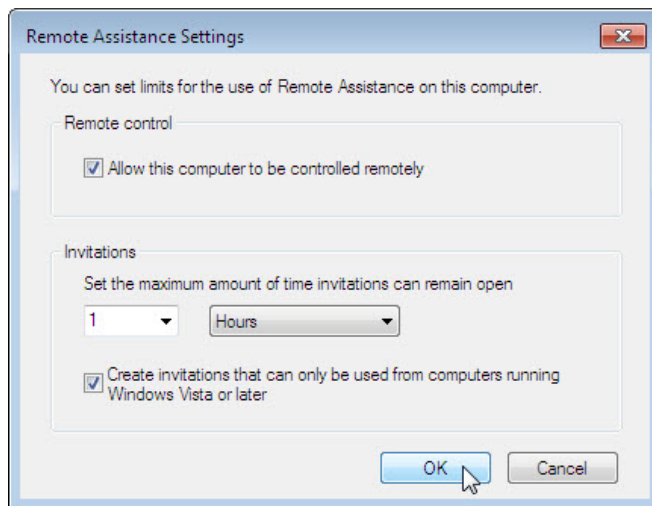 Remote Assistance Settings
You can set limits for the use of Remote Assistance on this computer.
Remote control
Allow this computer to be controlled remotely
Invitations
Set the maximum amount of time invitations can remain open
1 Hours
Create invitations that can only be used from computers running
Windows Vista or later
OK Cancel